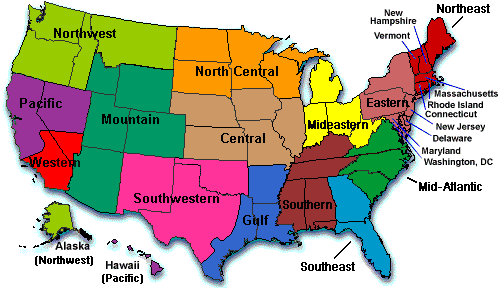 Northeast
New
Hampshire
Vermont
Northwest
North Central
Massachusetts
Rhode Island
Connecticut
Eastern
Pacific
New Jersey
Mountain
Central
Mideastern
Delaware
Maryland
Washington, DC
Western
Mid-Atlantic
Southwestern
Southern
Gulf
Alaska
(Northwest)
Hawaii
(Pacific)
Southeast